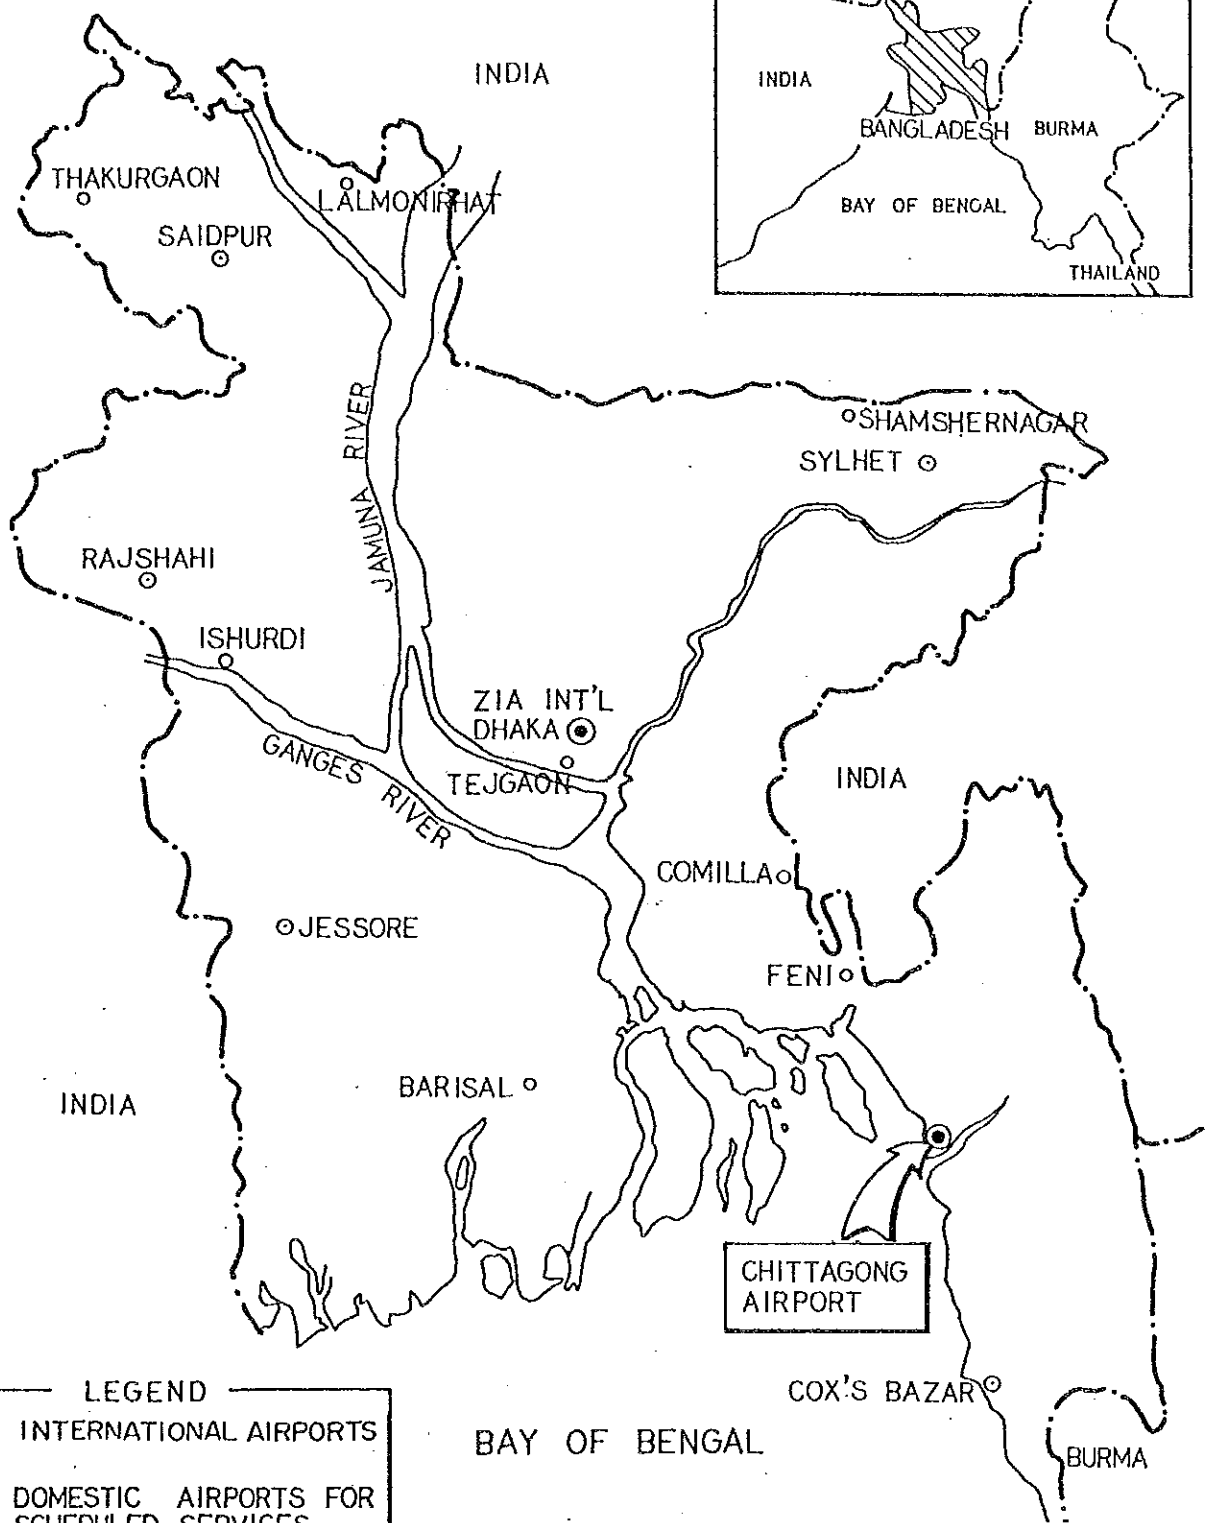 INDIA
INDIA
BANGLADESH
BURMA
BAY OF BENGAL
THAILAND
THAKURGAON
LALMONIRHAT
SAIDPUR
JAMUNA RIVER
SHAMSHERNAGAR
SYLHET
RAJSHAHI
ISHURDI
ZIA INT'L
DHAKA
TEJGAON
GANGES RIVER
INDIA
COMILLA
JESSORE
FENI
BARISAL
INDIA
CHITTAGONG
AIRPORT
COX'S BAZAR
BURMA
BAY OF BENGAL
LEGEND
INTERNATIONAL AIRPORTS
DOMESTIC AIRPORTS FOR
SCHEDULED SERVICES